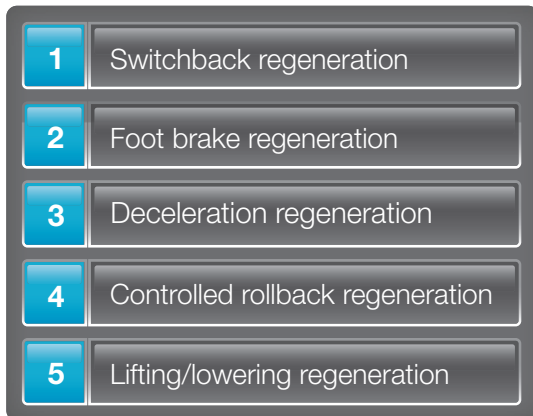 1 Switchback regeneration
2 Foot brake regeneration
3 Deceleration regeneration
4 Controlled rollback regeneration
5 Lifting/lowering regeneration